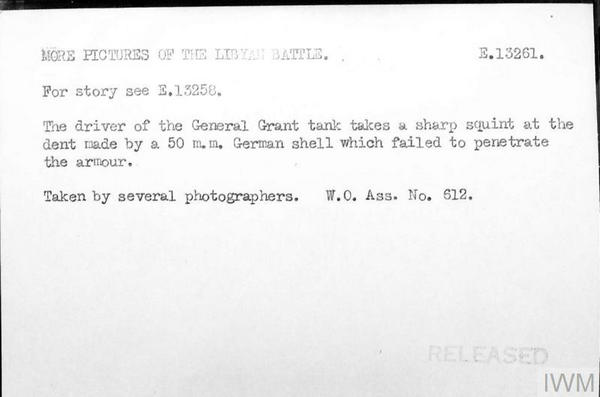 MORE PICTURES OF THE LIBYAN BATTLE. E.13261.
For story see E.13258.
The driver of the General Grant tank takes a sharp squint at the
dent made by a 50 m.m. German shell which failed to penetrate
the armour.
Taken by several photographers. W.O. Ass. No. 612.
RELEASED
IWM